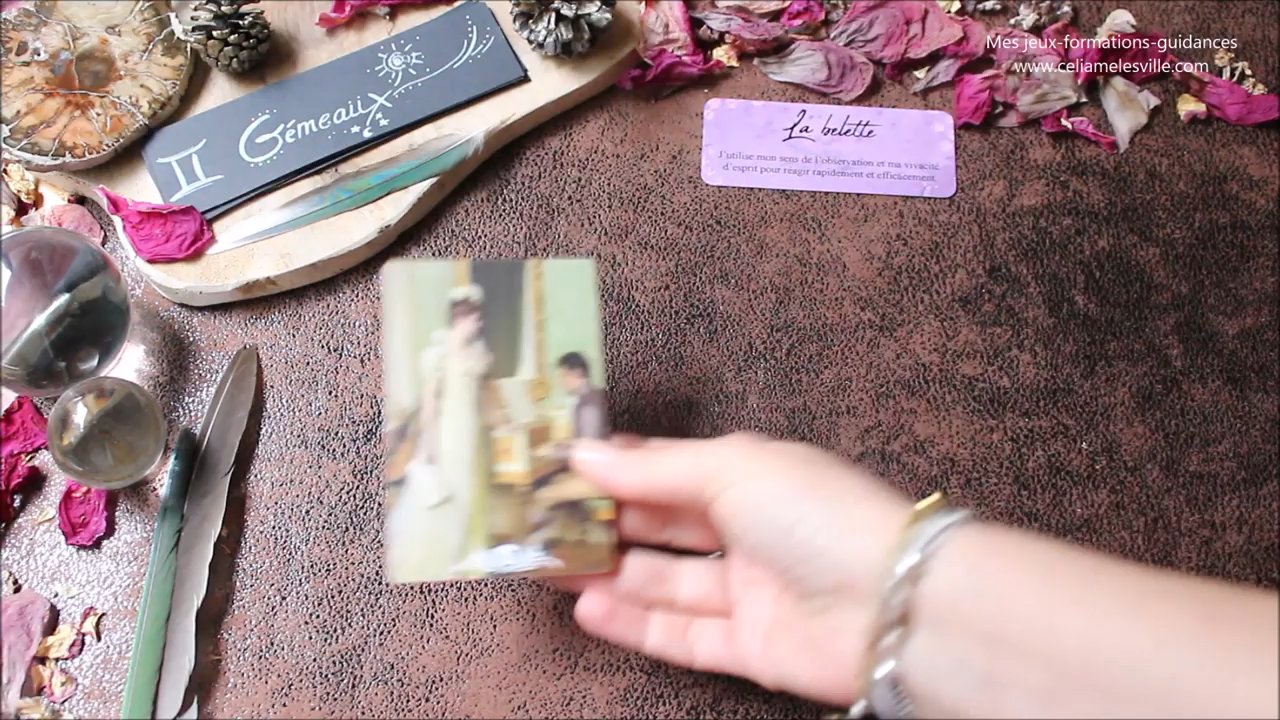 II Gémeaux
Mes jeux-formations-guidances
www.celiamelesville.com
La belette
J'utilise mon sens de l'observation et ma vivacité
d'esprit pour réagir rapidement et efficacement.